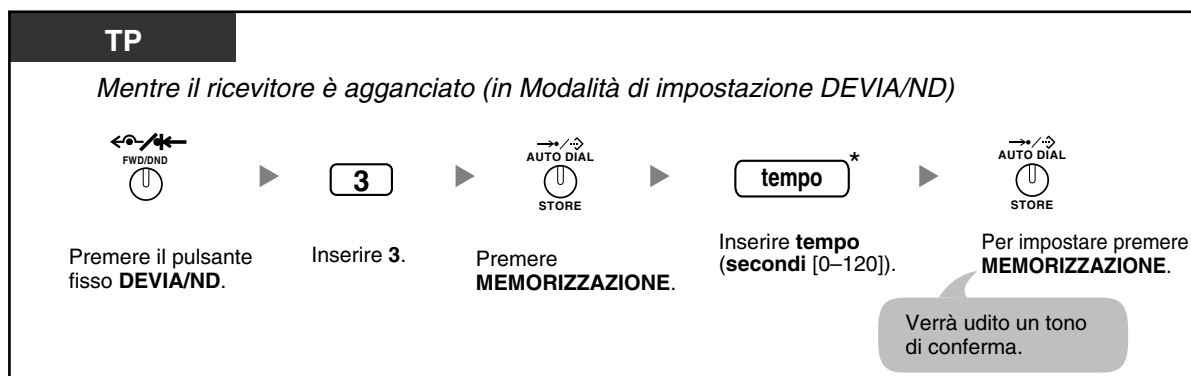 TP
Mentre il ricevitore è agganciato (in Modalità di impostazione DEVIA/ND)
FWD/DND
Premere il pulsante
fisso DEVIA/ND.
3
Inserire 3.
AUTO DIAL
STORE
Premere
MEMORIZZAZIONE.
tempo*
Inserire tempo
(secondi [0–120]).
AUTO DIAL
STORE
Per impostare premere
MEMORIZZAZIONE.
Verrà udito un tono
di conferma.